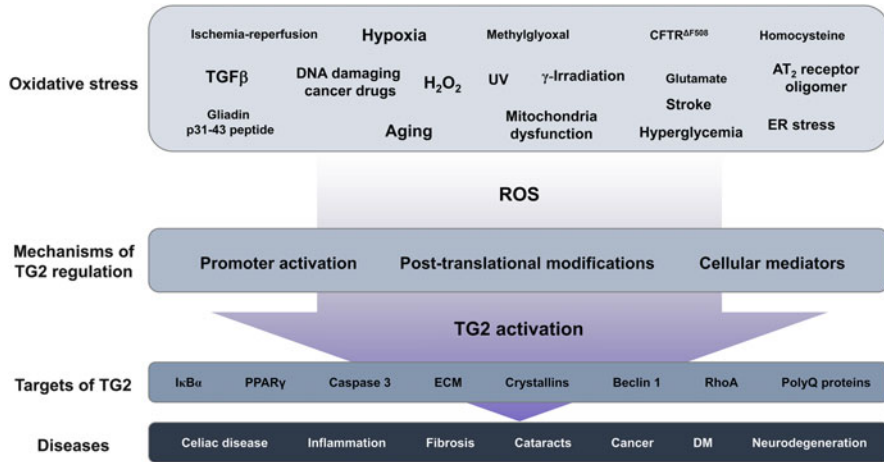 Oxidative stress
Ischemia-reperfusion
Hypoxia
Methylglyoxal
CFTRΔF508
Homocysteine
TGFβ
DNA damaging
cancer drugs
H2O2
UV
γ-Irradiation
Glutamate
AT2 receptor
oligomer
Stroke
Gliadin
p31-43 peptide
Aging
Mitochondria
dysfunction
Hyperglycemia
ER stress
ROS
Mechanisms of
TG2 regulation
Promoter activation
Post-translational modifications
Cellular mediators
TG2 activation
Targets of TG2
IκBα
PPARγ
Caspase 3
ECM
Crystallins
Beclin 1
RhoA
PolyQ proteins
Diseases
Celiac disease
Inflammation
Fibrosis
Cataracts
Cancer
DM
Neurodegeneration